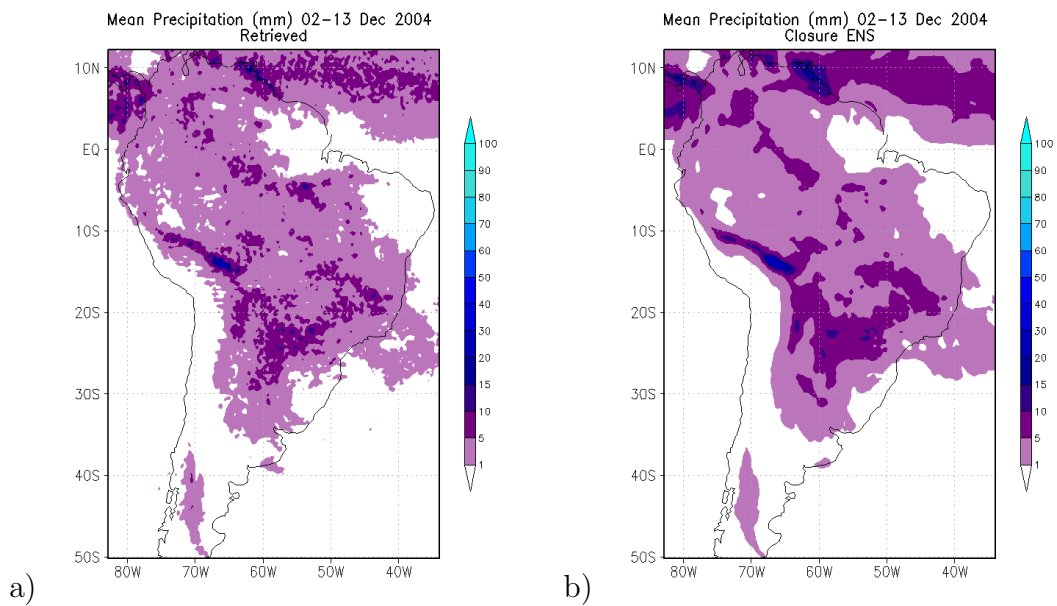 Mean Precipitation (mm) 02-13 Dec 2004
Retrieved
10N
EQ
10S
20S
30S
40S
50S
80W
70W
60W
50W
40W
100
90
80
70
60
50
40
30
20
15
10
5
1
a)
Mean Precipitation (mm) 02-13 Dec 2004
Closure ENS
10N
EQ
10S
20S
30S
40S
50S
80W
70W
60W
50W
40W
100
90
80
70
60
50
40
30
20
15
10
5
1
b)